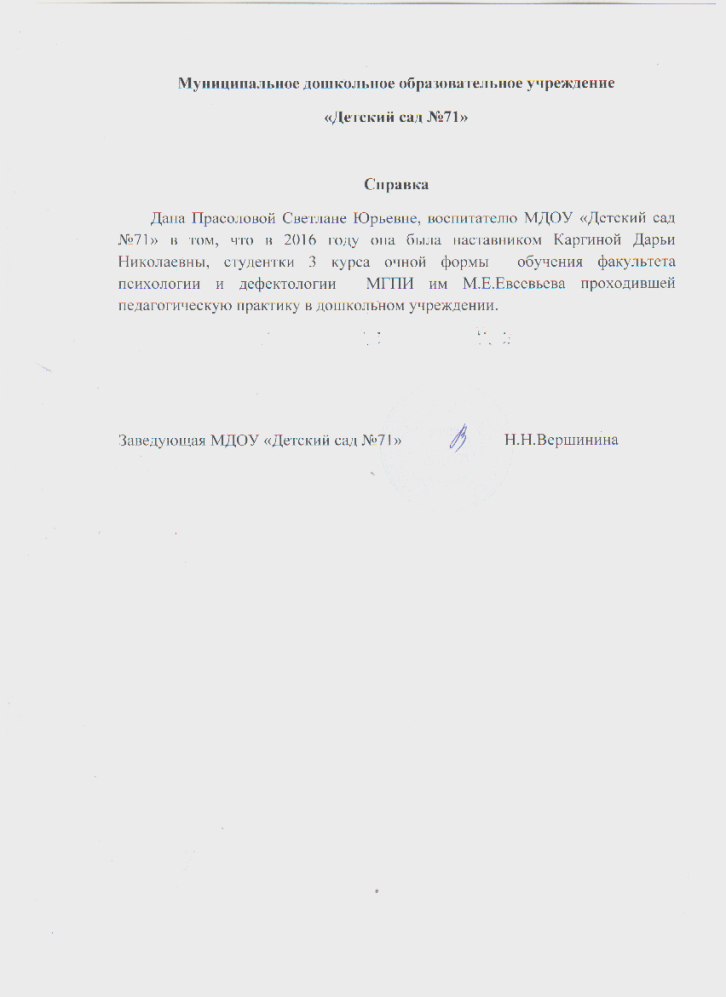 Муниципальное дошкольное образовательное учреждение
«Детский сад №71»
Справка
Дана Прасоловой Светлане Юрьевне, воспитателю МДОУ «Детский сад
№71» в том, что в 2016 году она была наставником Каргиной Дарьи
Николаевны, студентки 3 курса очной формы обучения факультета
психологии и дефектологии МГПИ им М.Е.Евсевьева проходившей
педагогическую практику в дошкольном учреждении.
Заведующая МДОУ «Детский сад №71» Н.Н.Вершинина